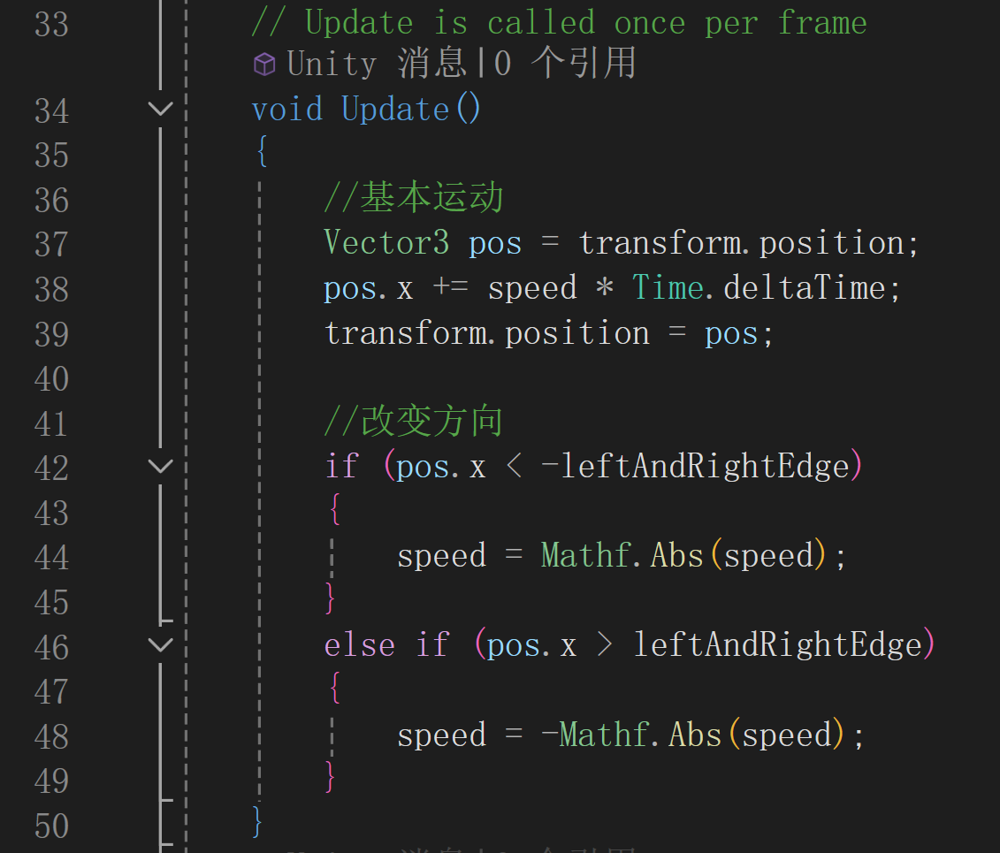 33 // Update is called once per frame
Unity 消息|0 个引用
34 void Update()
35 {
36 //基本运动
37 Vector3 pos = transform.position;
38 pos.x += speed * Time.deltaTime;
39 transform.position = pos;
40
41 //改变方向
42 if (pos.x < -leftAndRightEdge)
43 {
44 speed = Mathf.Abs(speed);
45 }
46 else if (pos.x > leftAndRightEdge)
47 {
48 speed = -Mathf.Abs(speed);
49 }
50 }